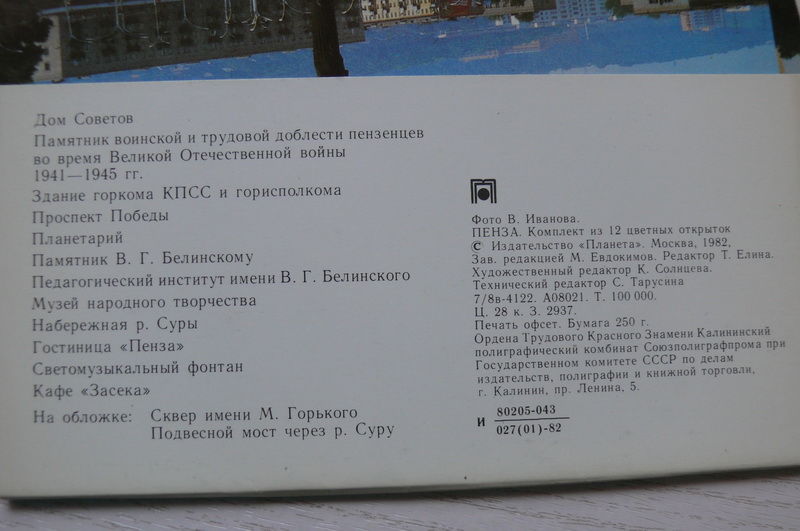 Дом Советов
Памятник воинской и трудовой доблести пензенцев
во время Великой Отечественной войны
1941—1945 гг.
Здание горкома КПСС и горисполкома
Проспект Победы
Планетарий
Памятник В. Г. Белинскому
Педагогический институт имени В. Г. Белинского
Музей народного творчества
Набережная р. Суры
Гостиница «Пенза»
Светомузыкальный фонтан
Кафе «Засека»
На обложке: Сквер имени М. Горького
Подвесной мост через р. Суру
Фото В. Иванова.
ПЕНЗА. Комплект из 12 цветных открыток
© Издательство «Планета». Москва, 1982,
Зав. редакцией М. Евдокимов. Редактор Т. Елина.
Художественный редактор К. Солнцева.
Технический редактор С. Тарусина
7/8в-4122. А08021. Т. 100 000.
Ц. 28 к. З. 2937.
Печать офсет. Бумага 250 г.
Ордена Трудового Красного Знамени Калининский
полиграфический комбинат Союзполиграфпрома при
Государственном комитете СССР по делам
издательств, полиграфии и книжной торговли,
г. Калинин, пр. Ленина, 5.
И 80205-043
027(01)-82